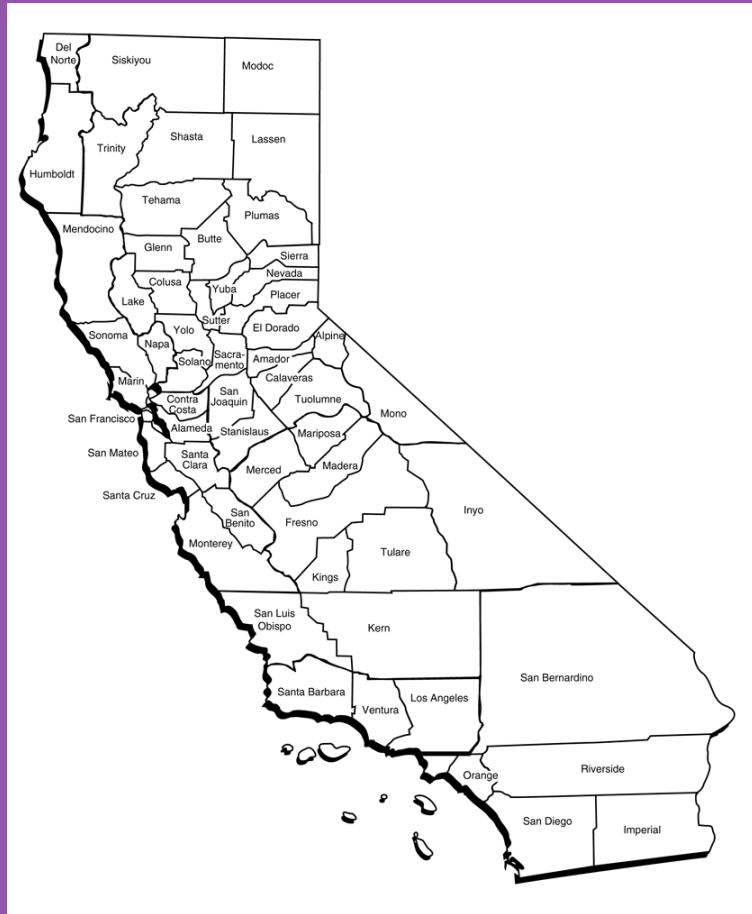 Del
Norte
Siskiyou
Modoc
Shasta
Lassen
Trinity
Humboldt
Tehama
Plumas
Mendocino
Butte
Glenn
Sierra
Nevada
Colusa
Yuba
Placer
Lake
Sutter
El Dorado
Sonoma
Yolo
Alpine
Napa
Sacra-
mento
Solano
Amador
Calaveras
Marin
Contra
Costa
San
Joaquin
Tuolumne
Mono
San Francisco
Alameda
Stanislaus
Mariposa
San Mateo
Santa
Clara
Merced
Madera
Santa Cruz
Inyo
San
Benito
Fresno
Monterey
Tulare
Kings
San Luis
Obispo
Kern
San Bernardino
Santa Barbara
Los Angeles
Ventura
Orange
Riverside
San Diego
Imperial